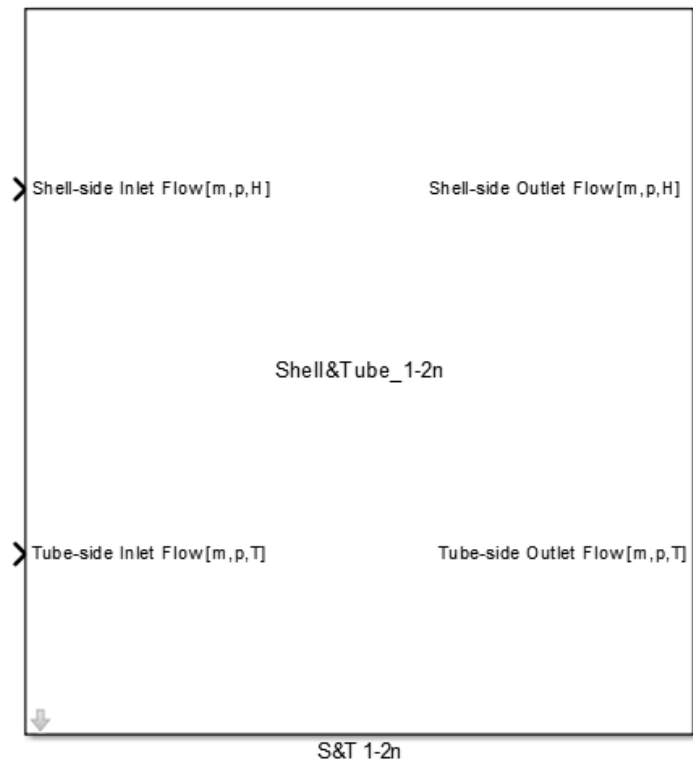 Shell-side Inlet Flow[m,p,H]
Shell-side Outlet Flow[m,p,H]
Shell&Tube_1-2n
Tube-side Inlet Flow[m,p,T]
Tube-side Outlet Flow[m,p,T]
S&T 1-2n